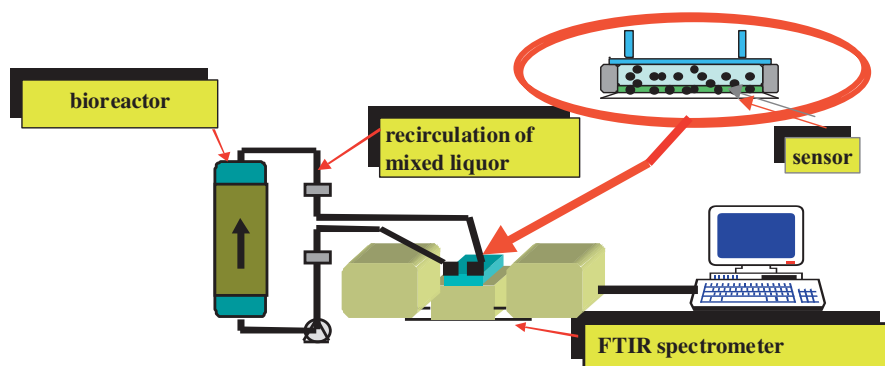 bioreactor
recirculation of
mixed liquor
sensor
FTIR spectrometer